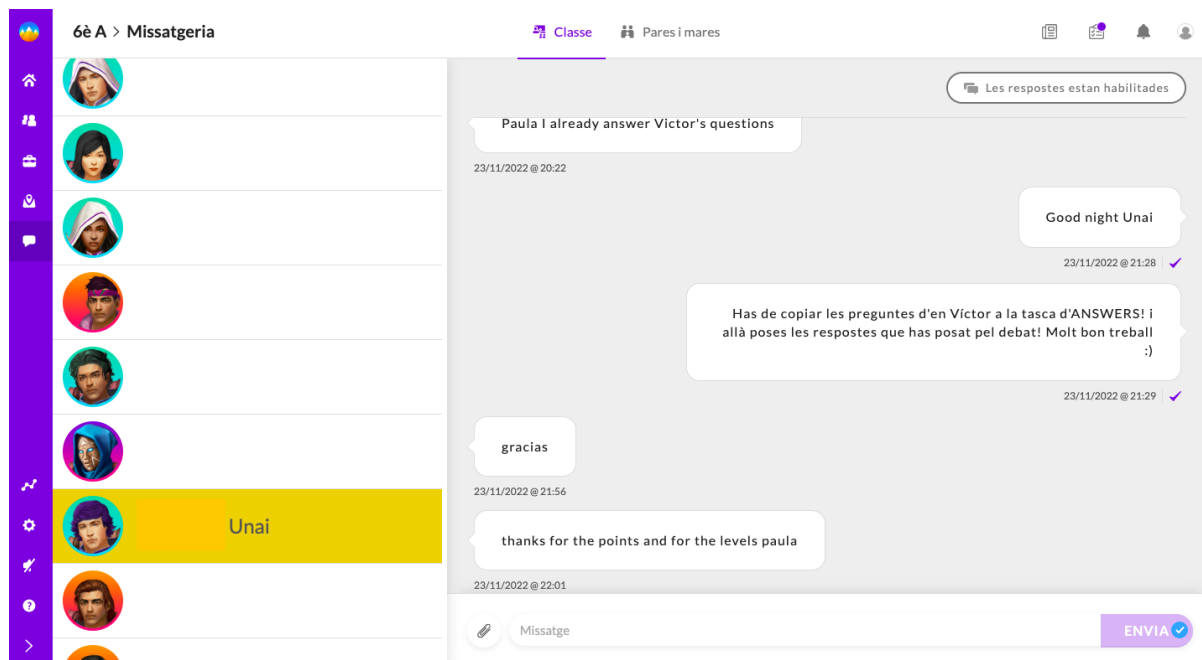 6è A > Missatgeria
Classe
Pares i mares
Les respostes estan habilitades
Paula I already answer Victor's questions
23/11/2022 @ 20:22
Good night Unai
23/11/2022 @ 21:28
Has de copiar les preguntes d'en Víctor a la tasca d'ANSWERS! i
allà poses les respostes que has posat pel debat! Molt bon treball
:)
23/11/2022 @ 21:29
gracias
23/11/2022 @ 21:56
Unai
thanks for the points and for the levels paula
23/11/2022 @ 22:01
Missatge
ENVIA